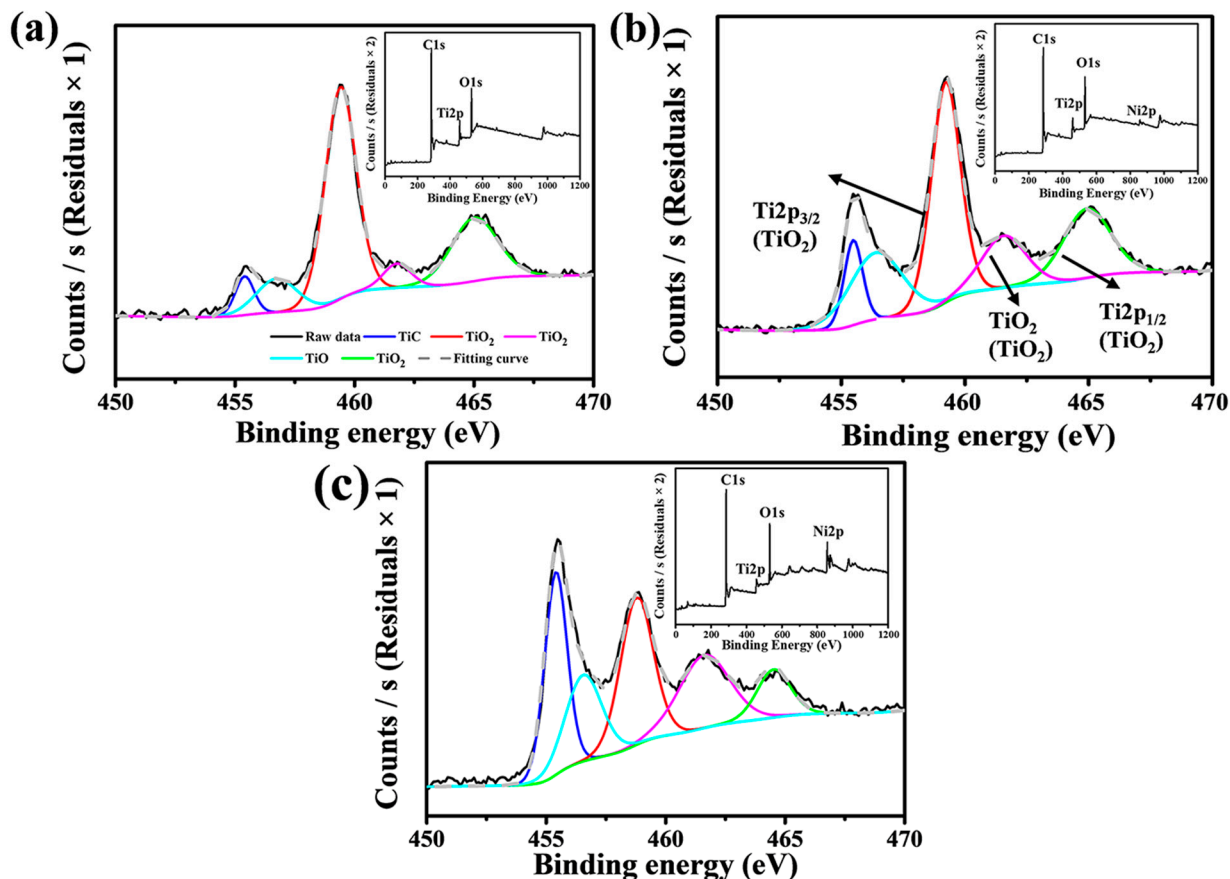 (a)
Counts / s (Residuals × 1)
Counts / s (Residuals × 2)
C1s
O1s
Ti2p
0 200 400 600 800 1000 1200
Binding Energy (eV)
Raw data TiC TiO₂ TiO₂
TiO TiO₂ Fitting curve
450 455 460 465 470
Binding energy (eV)
(b)
Counts / s (Residuals × 1)
Counts / s (Residuals × 2)
C1s
O1s
Ti2p
Ni2p
0 200 400 600 800 1000 1200
Binding Energy (eV)
Ti2p₃/₂
(TiO₂)
TiO₂
(TiO₂)
Ti2p₁/₂
(TiO₂)
450 455 460 465 470
Binding energy (eV)
(c)
Counts / s (Residuals × 1)
Counts / s (Residuals × 2)
C1s
O1s
Ni2p
Ti2p
0 200 400 600 800 1000 1200
Binding Energy (eV)
450 455 460 465 470
Binding energy (eV)